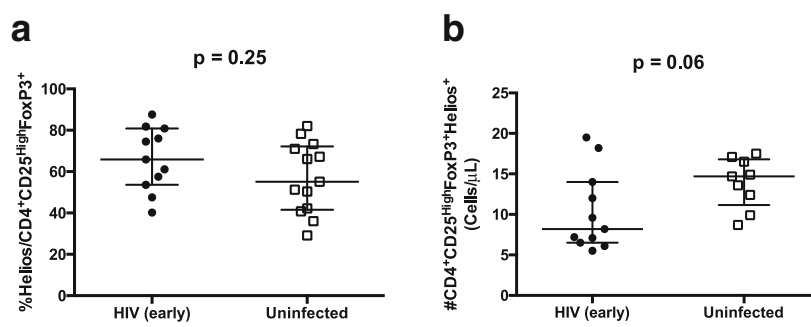 a
p = 0.25
%Helios/CD4⁺CD25ᴴⁱᵍʰFoxP3⁺
100
80
60
40
20
0
HIV (early)
Uninfected
b
p = 0.06
#CD4⁺CD25ᴴⁱᵍʰFoxP3⁺Helios⁺
(Cells/µL)
25
20
15
10
5
0
HIV (early)
Uninfected